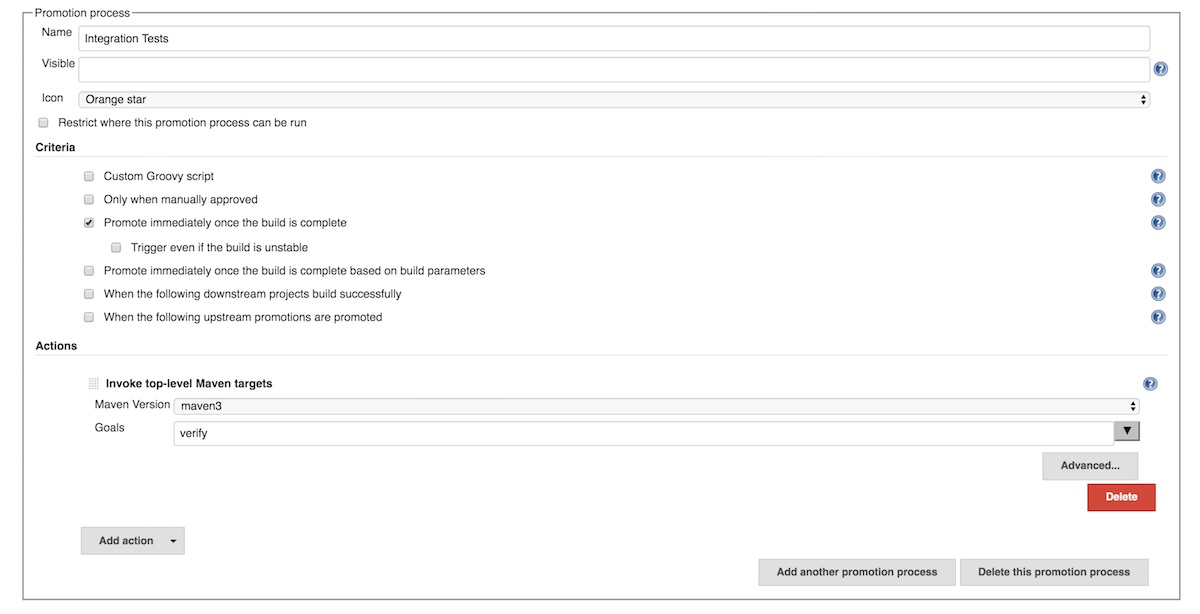 Promotion process
Name Integration Tests
Visible
Icon Orange star
Restrict where this promotion process can be run
Criteria
Custom Groovy script
Only when manually approved
Promote immediately once the build is complete
Trigger even if the build is unstable
Promote immediately once the build is complete based on build parameters
When the following downstream projects build successfully
When the following upstream promotions are promoted
Actions
Invoke top-level Maven targets
Maven Version maven3
Goals verify
Advanced...
Delete
Add action
Add another promotion process Delete this promotion process